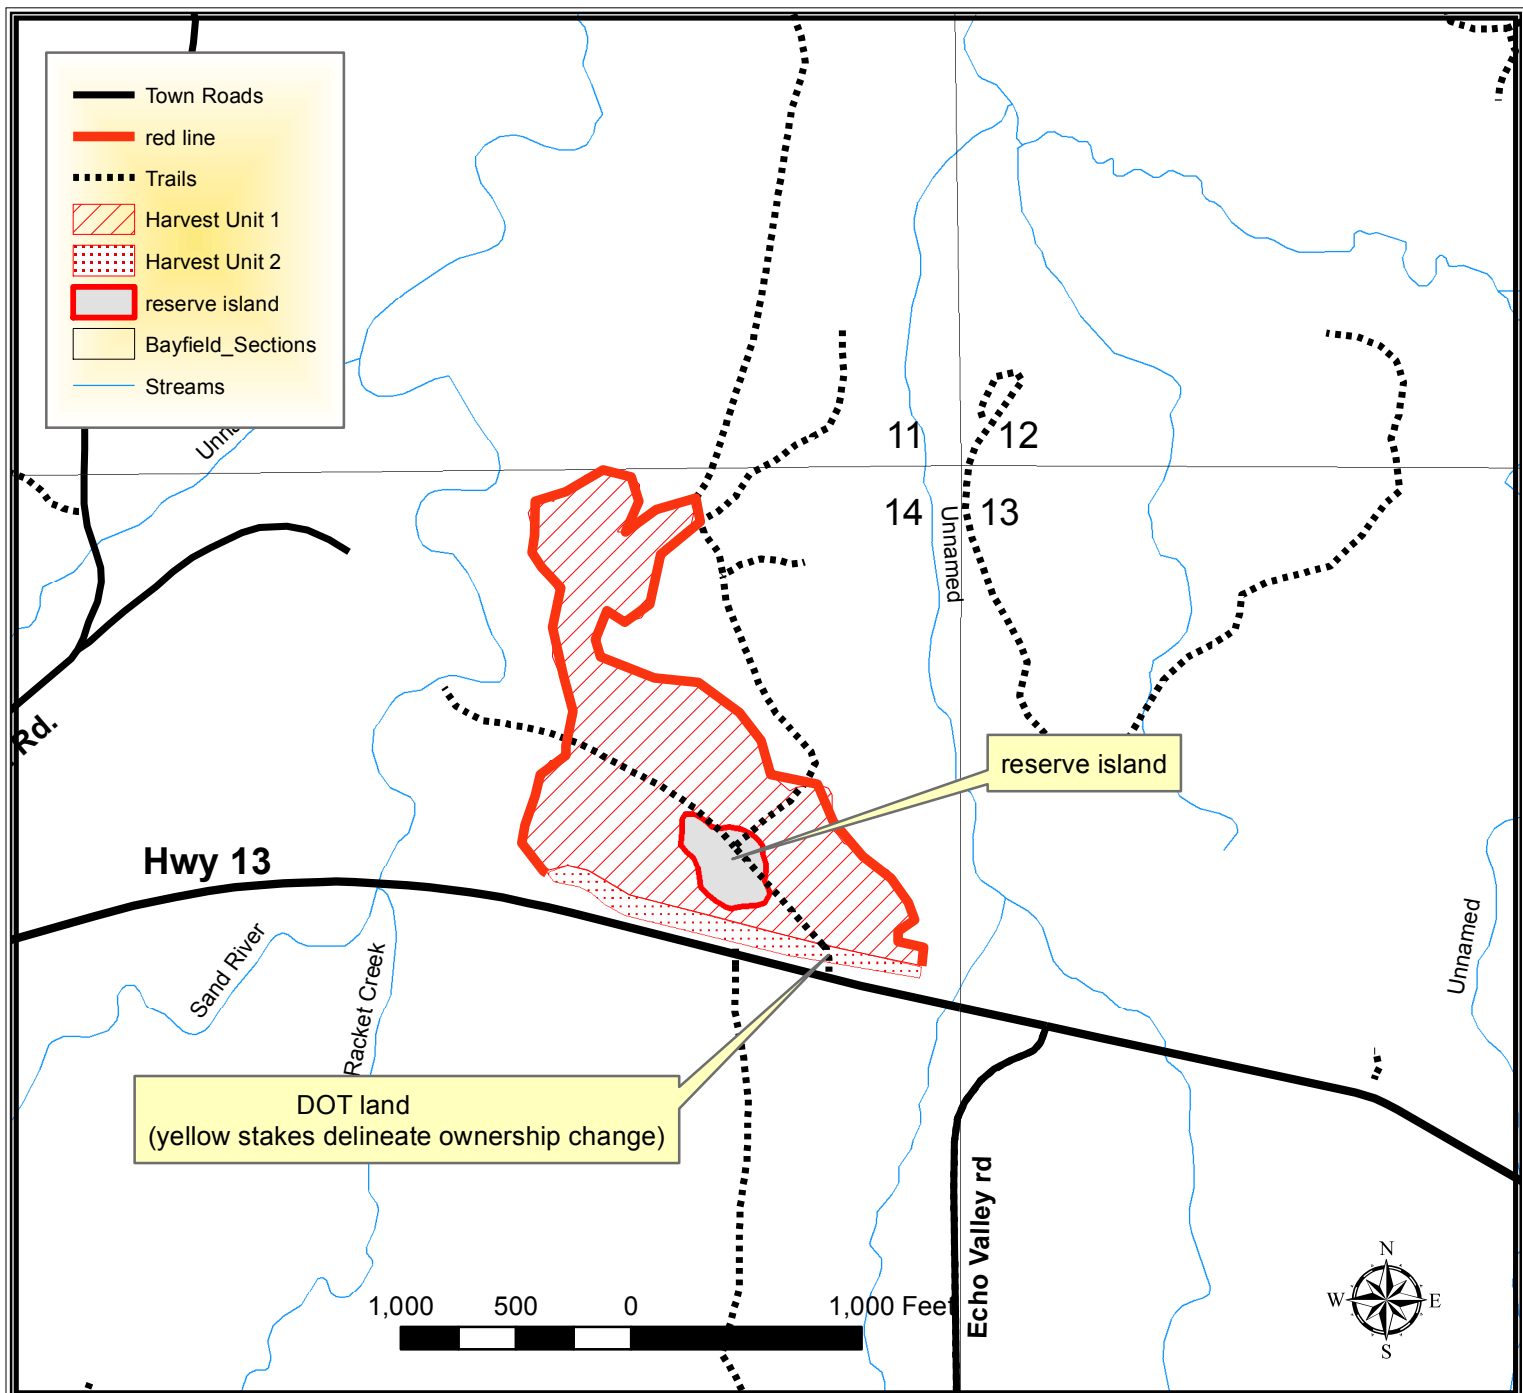 Town Roads
red line
Trails
Harvest Unit 1
Harvest Unit 2
reserve island
Bayfield_Sections
Streams
11
12
14
13
Unnamed
Rd.
reserve island
Hwy 13
Sand River
Racket Creek
Unnamed
DOT land
(yellow stakes delineate ownership change)
Echo Valley rd
1,000
500
0
1,000 Feet
N
W
E
S